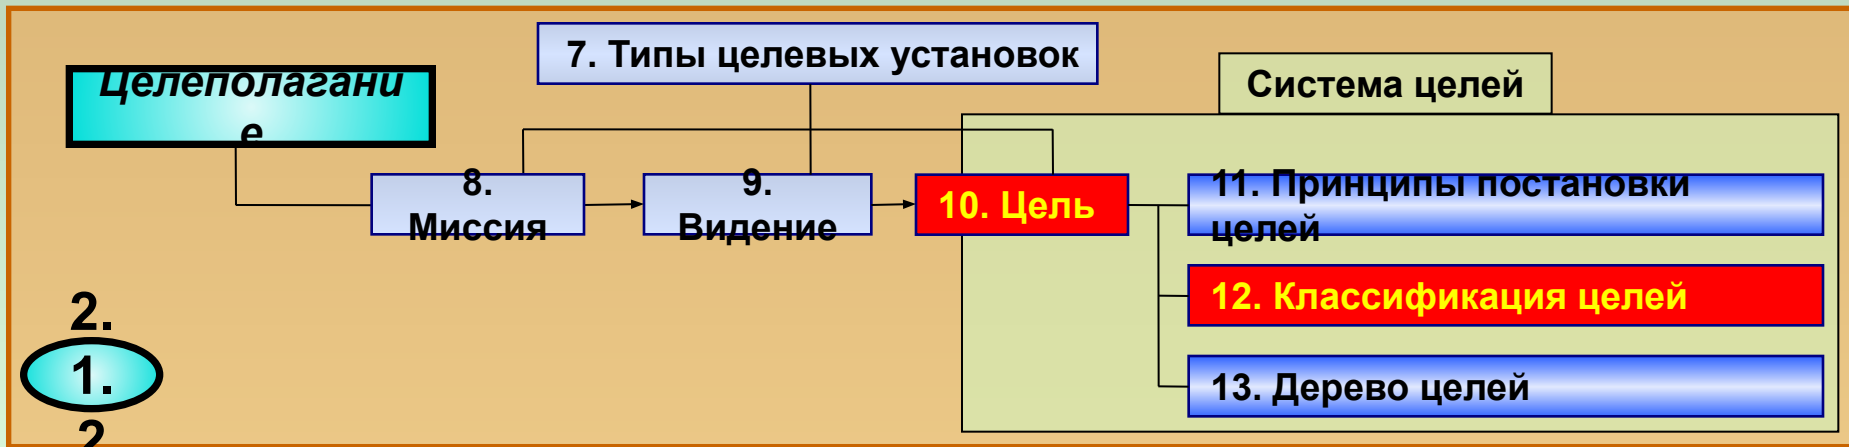 7. Типы целевых установок
Целеполагани
е
Система целей
8.
Миссия
9.
Видение
10. Цель
11. Принципы постановки
целей
12. Классификация целей
13. Дерево целей
2.
1.
2